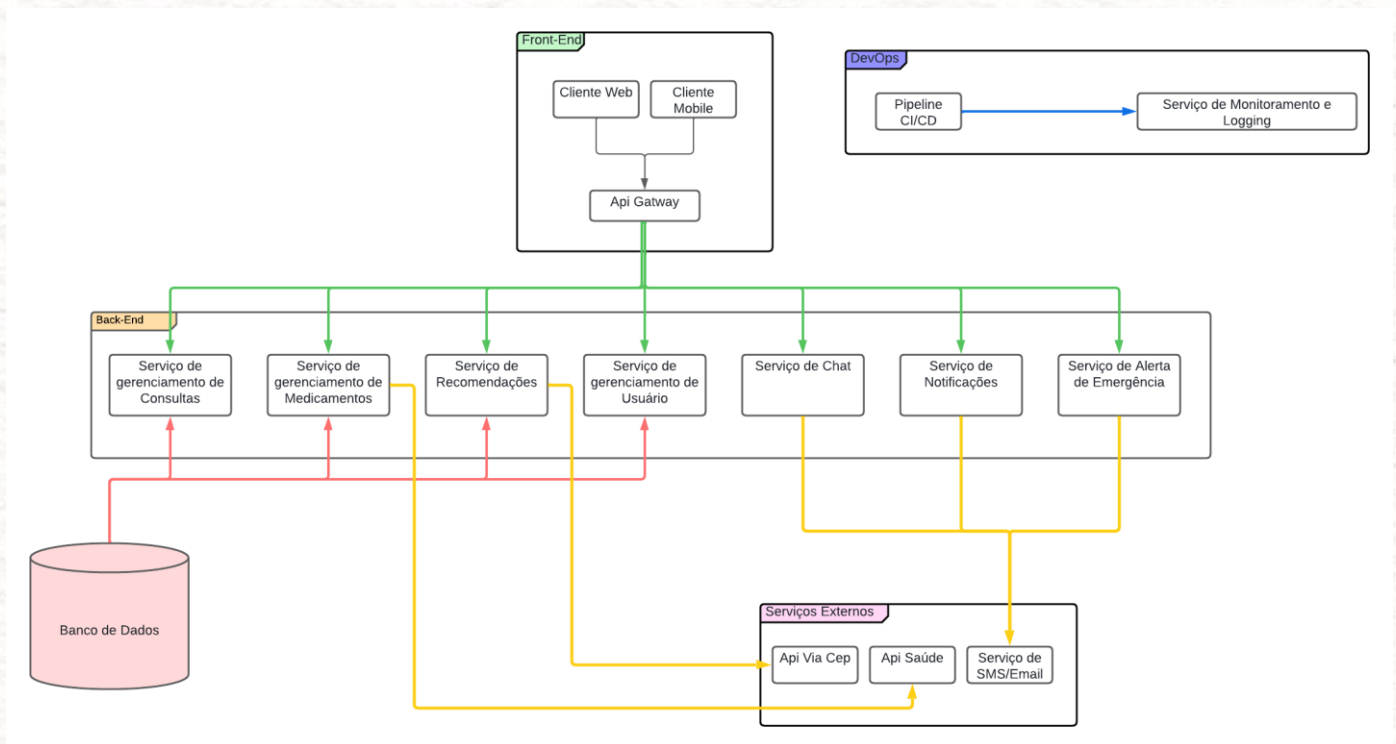 Front-End
Cliente Web
Cliente
Mobile
Api Gatway
DevOps
Pipeline
CI/CD
Serviço de Monitoramento e
Logging
Back-End
Serviço de
gerenciamento de
Consultas
Serviço de
gerenciamento de
Medicamentos
Serviço de
Recomendações
Serviço de
gerenciamento de
Usuário
Serviço de Chat
Serviço de
Notificações
Serviço de Alerta
de Emergência
Banco de Dados
Serviços Externos
Api Via Cep
Api Saúde
Serviço de
SMS/Email